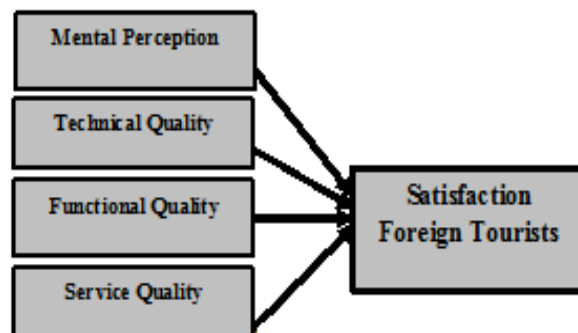 Mental Perception
Technical Quality
Functional Quality
Service Quality
Satisfaction
Foreign Tourists